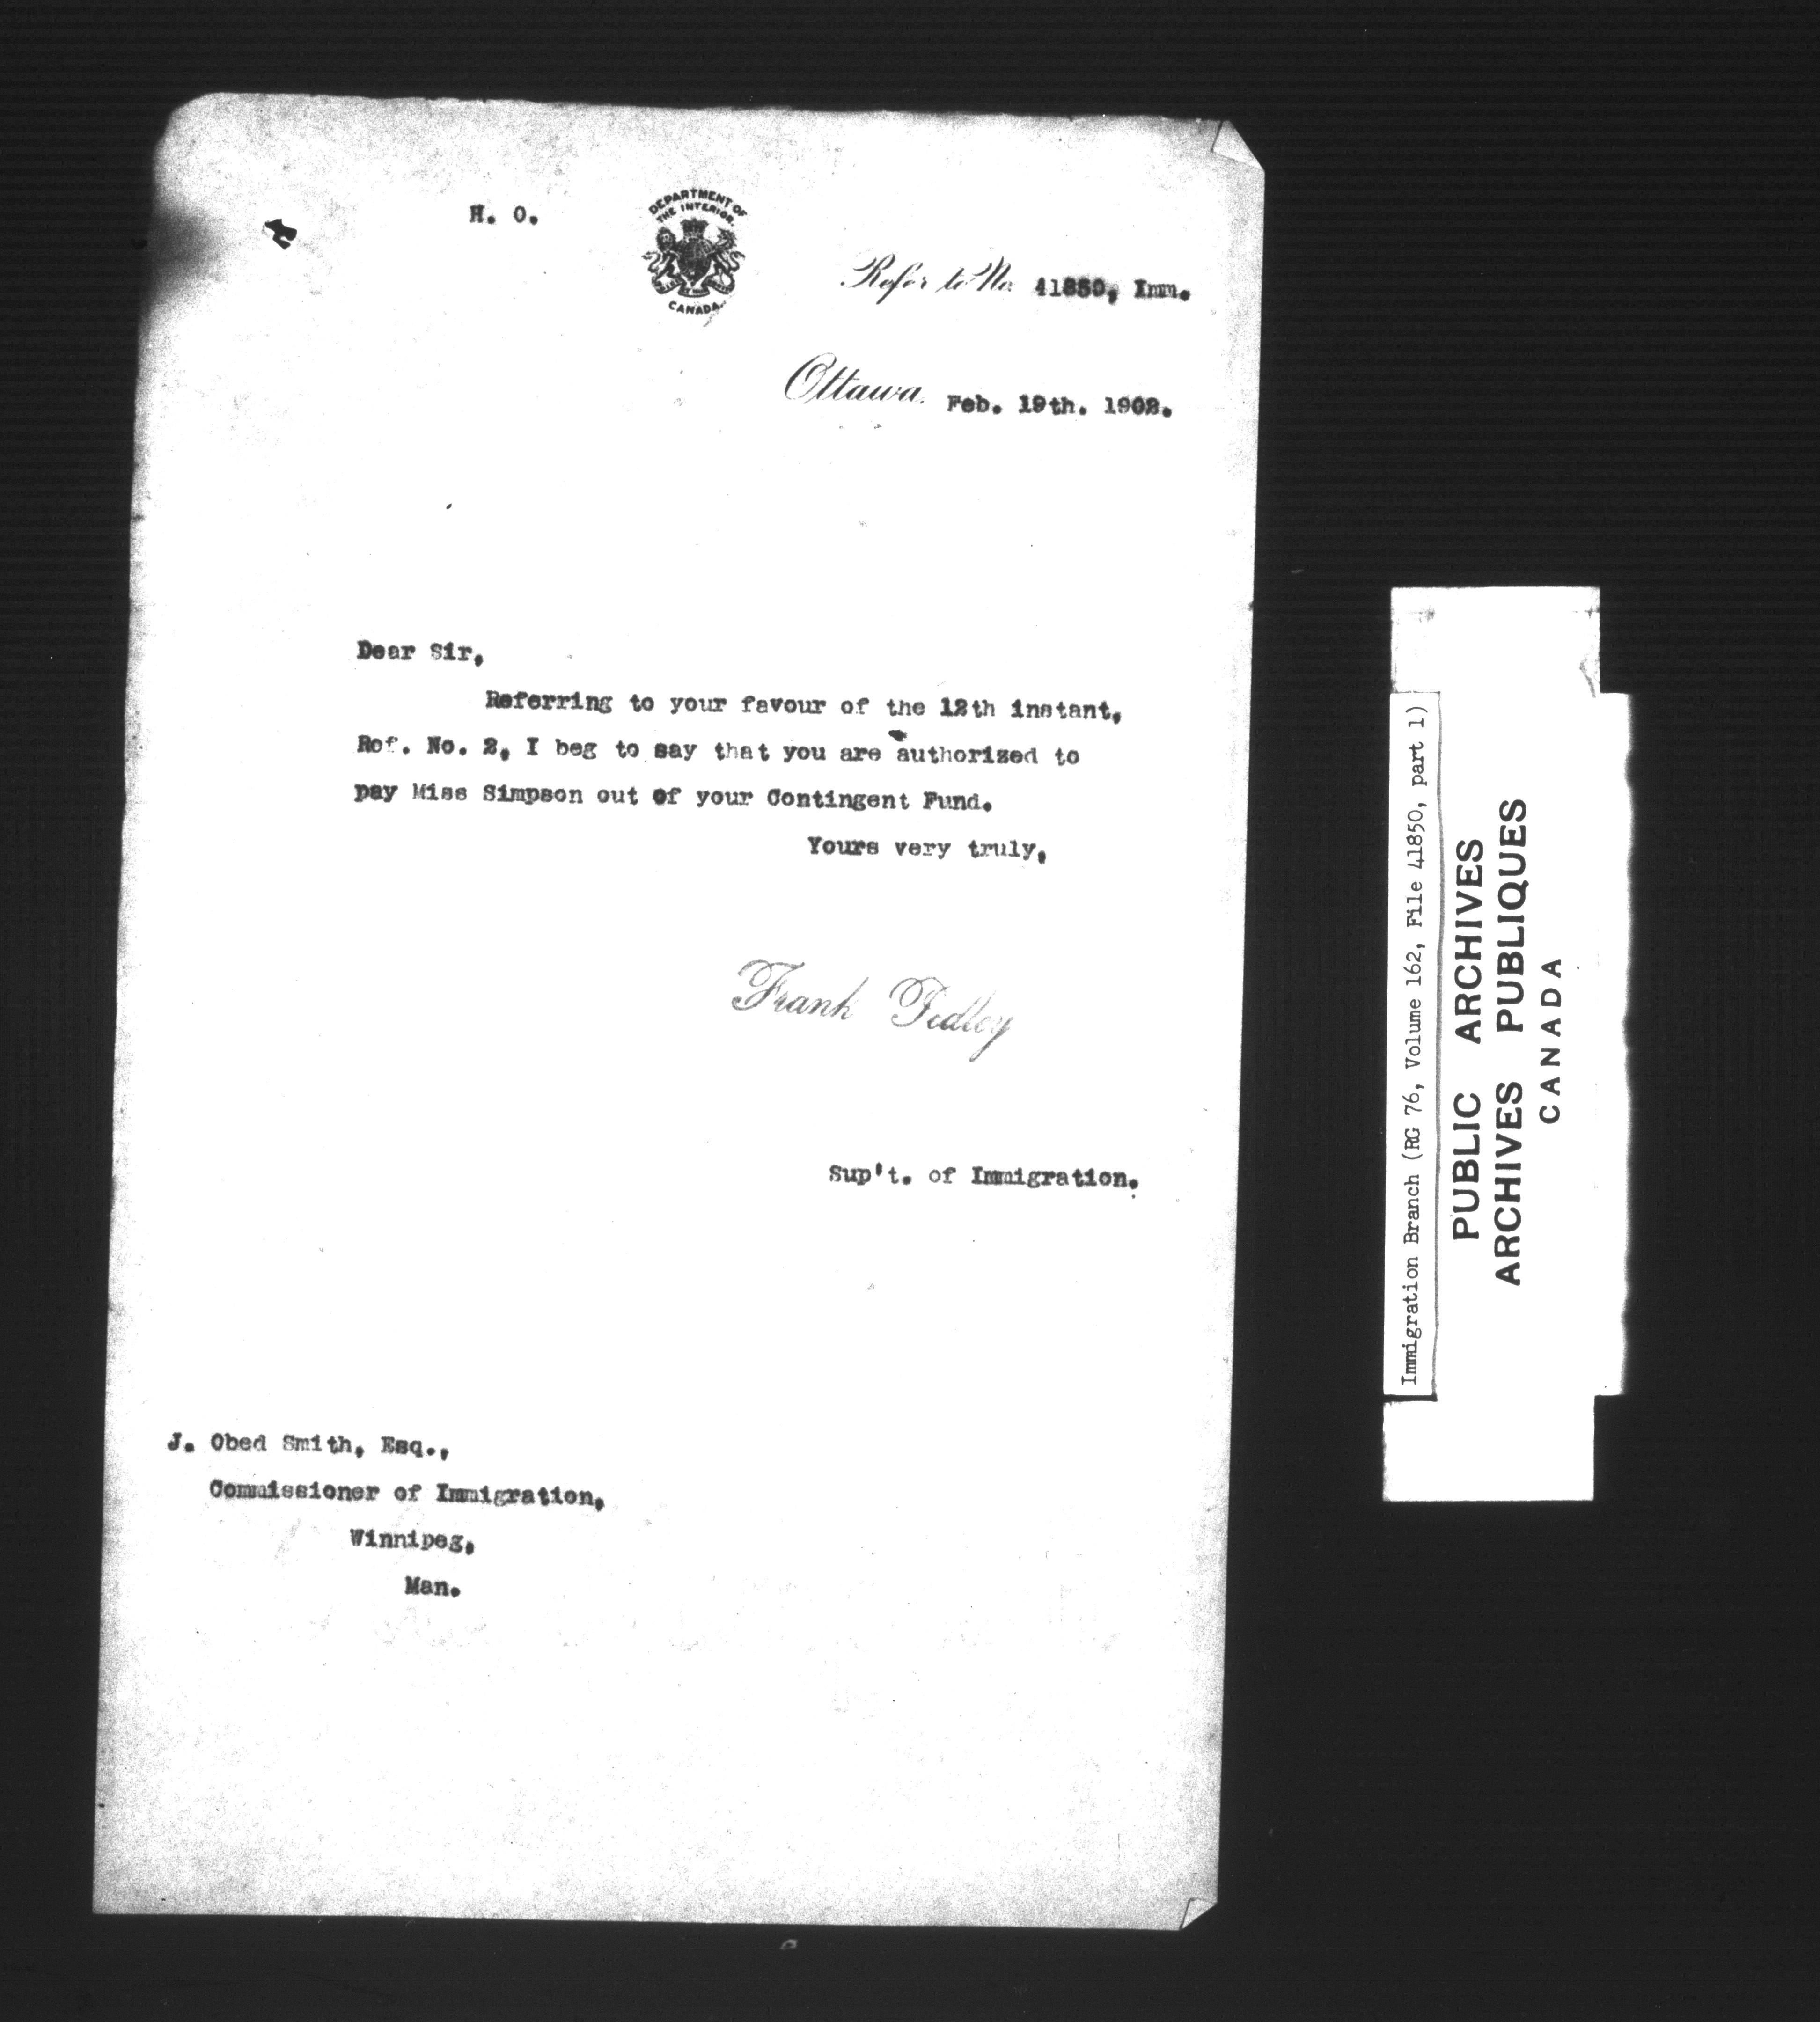 H. O.
DEPARTMENT OF
THE INTERIOR.
CANADA.
Refer to No. 41850, Imm.
Ottawa. Feb. 19th. 1902.
Dear Sir,
Referring to your favour of the 12th instant,
Ref. No. 2, I beg to say that you are authorized to
pay Miss Simpson out of your Contingent Fund.
Yours very truly,
Frank Pedley
Sup't. of Immigration.
J. Obed Smith, Esq.,
Commissioner of Immigration,
Winnipeg,
Man.
Immigration Branch (RG 76, Volume 162, File 41850, part 1)
PUBLIC ARCHIVES
ARCHIVES PUBLIQUES
CANADA